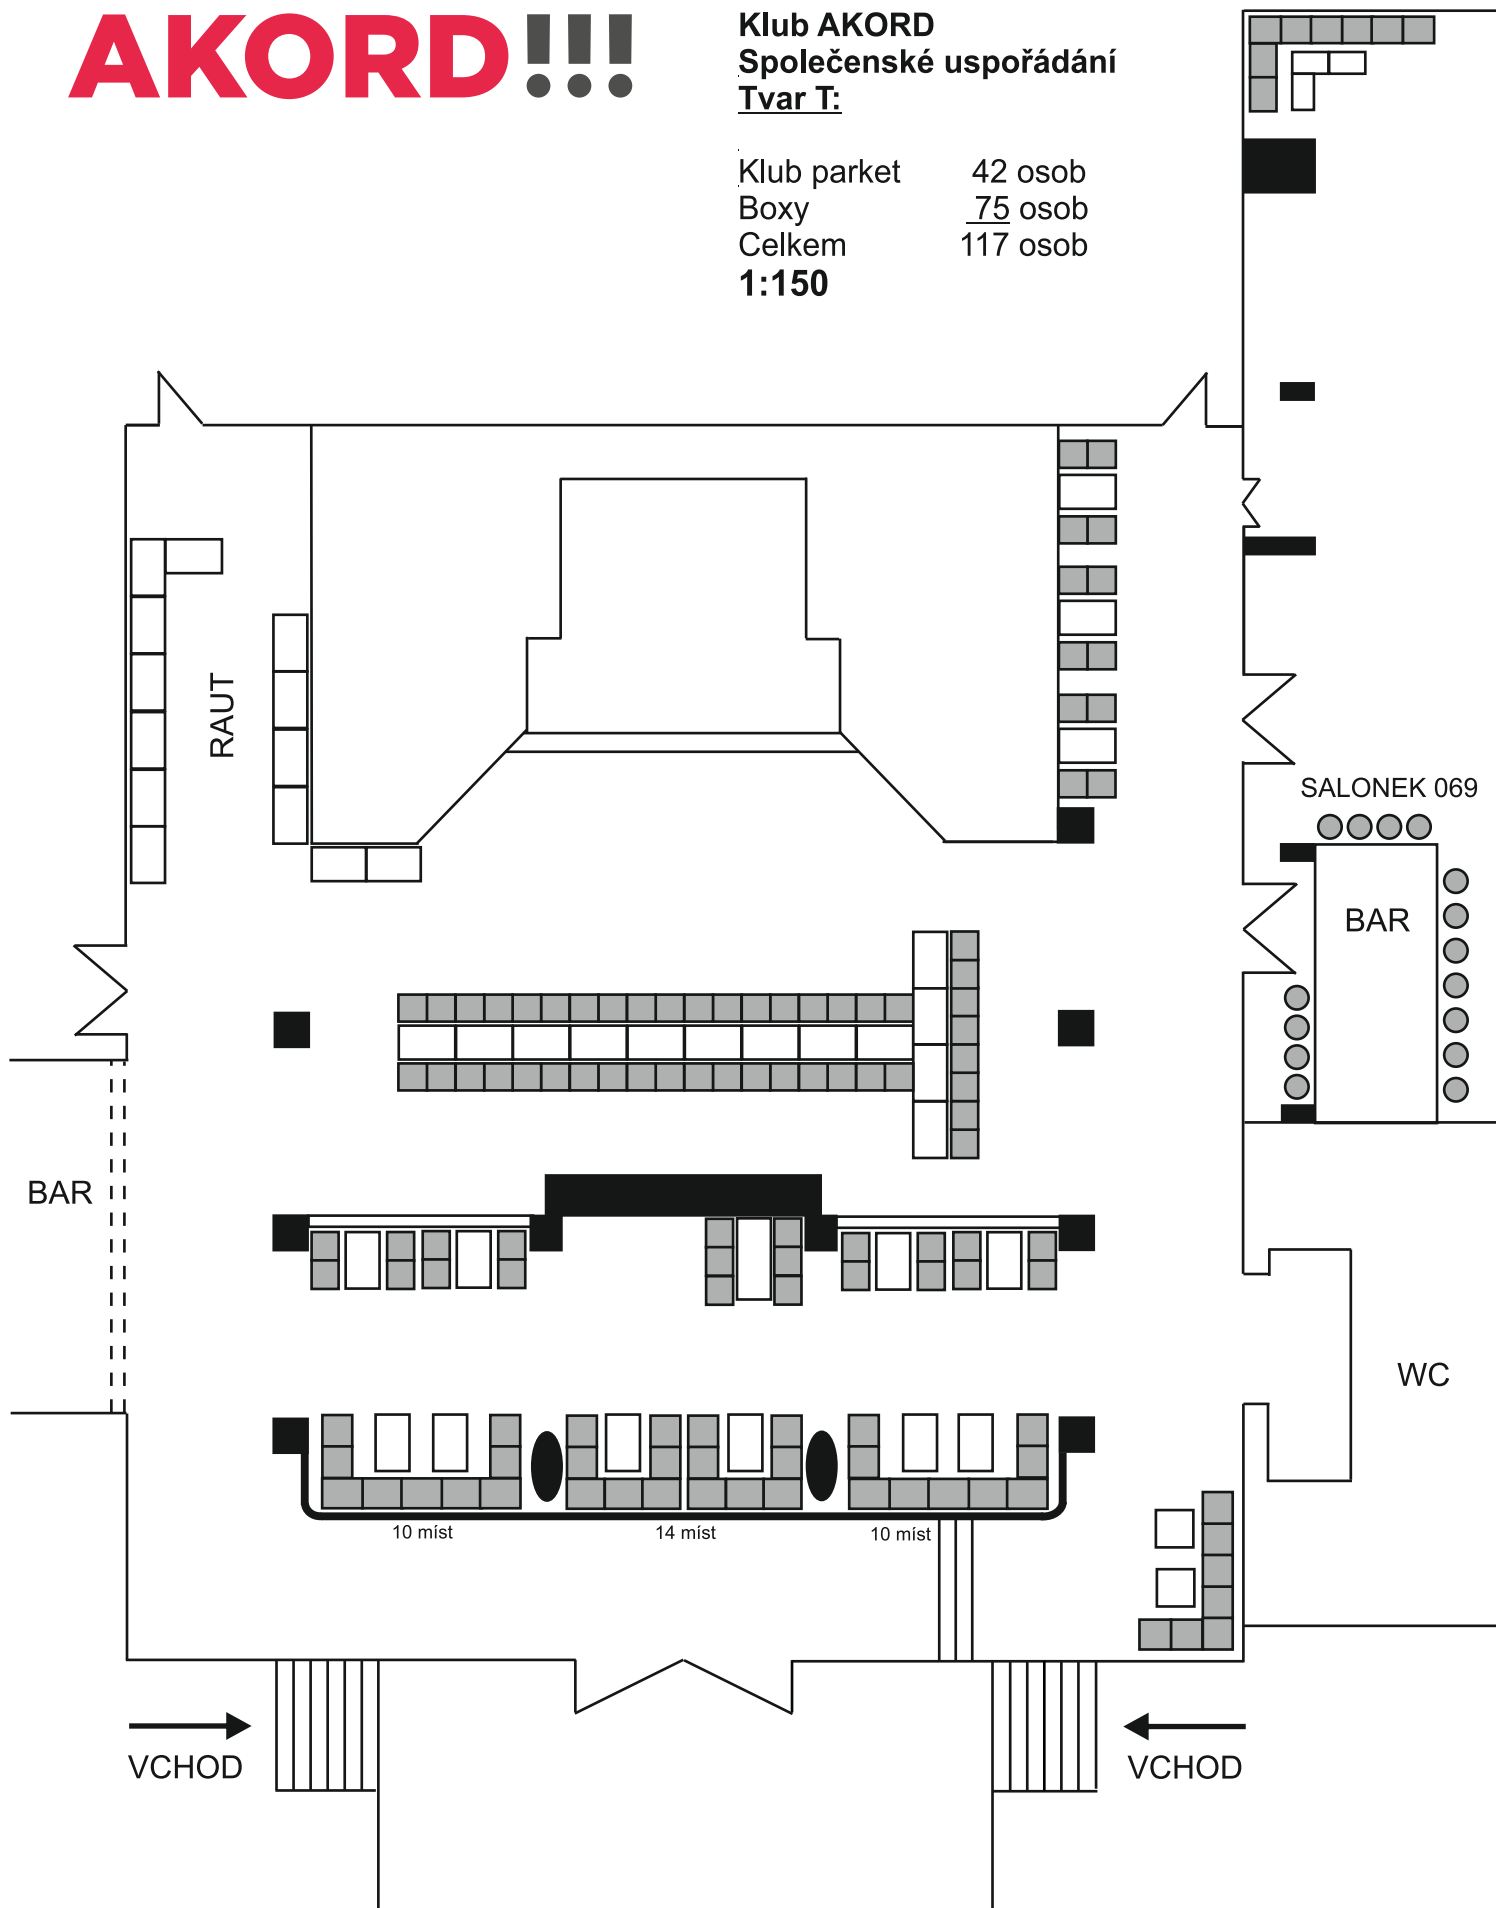 AKORD!!!
Klub AKORD
Společenské uspořádání
Tvar T:
Klub parket 42 osob
Boxy 75 osob
Celkem 117 osob
1:150
RAUT
SALONEK 069
BAR
BAR
WC
10 míst
14 míst
10 míst
VCHOD
VCHOD